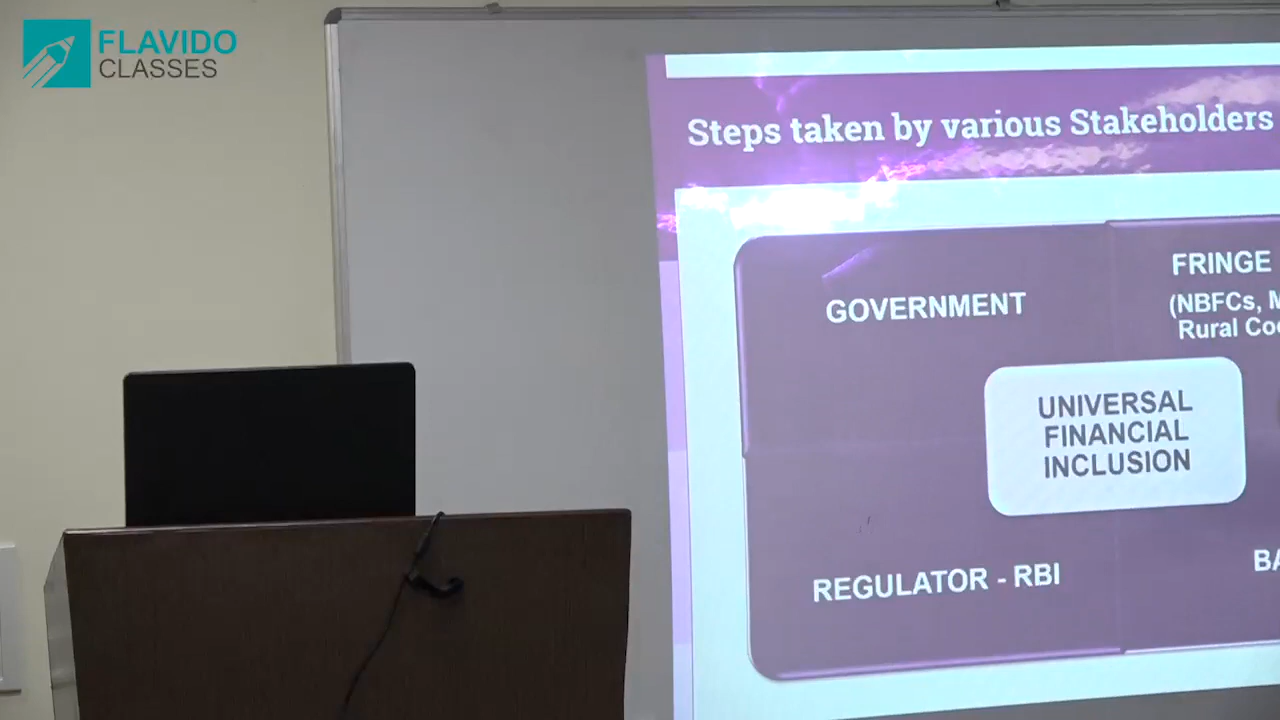 FLAVIDO
CLASSES
Steps taken by various Stakeholders
GOVERNMENT
FRINGE
(NBFCs,
Rural
UNIVERSAL
FINANCIAL
INCLUSION
REGULATOR - RBI